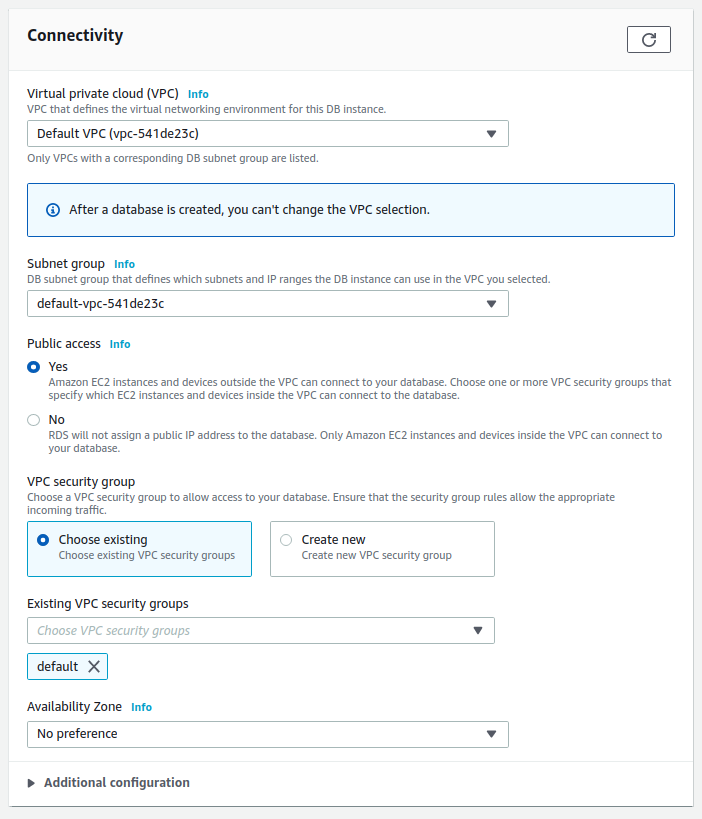 Connectivity
Virtual private cloud (VPC) Info
VPC that defines the virtual networking environment for this DB instance.
Default VPC (vpc-541de23c)
Only VPCs with a corresponding DB subnet group are listed.
After a database is created, you can't change the VPC selection.
Subnet group Info
DB subnet group that defines which subnets and IP ranges the DB instance can use in the VPC you selected.
default-vpc-541de23c
Public access Info
Yes
Amazon EC2 instances and devices outside the VPC can connect to your database. Choose one or more VPC security groups that
specify which EC2 instances and devices inside the VPC can connect to the database.
No
RDS will not assign a public IP address to the database. Only Amazon EC2 instances and devices inside the VPC can connect to
your database.
VPC security group
Choose a VPC security group to allow access to your database. Ensure that the security group rules allow the appropriate
incoming traffic.
Choose existing
Choose existing VPC security groups
Create new
Create new VPC security group
Existing VPC security groups
Choose VPC security groups
default
Availability Zone Info
No preference
Additional configuration